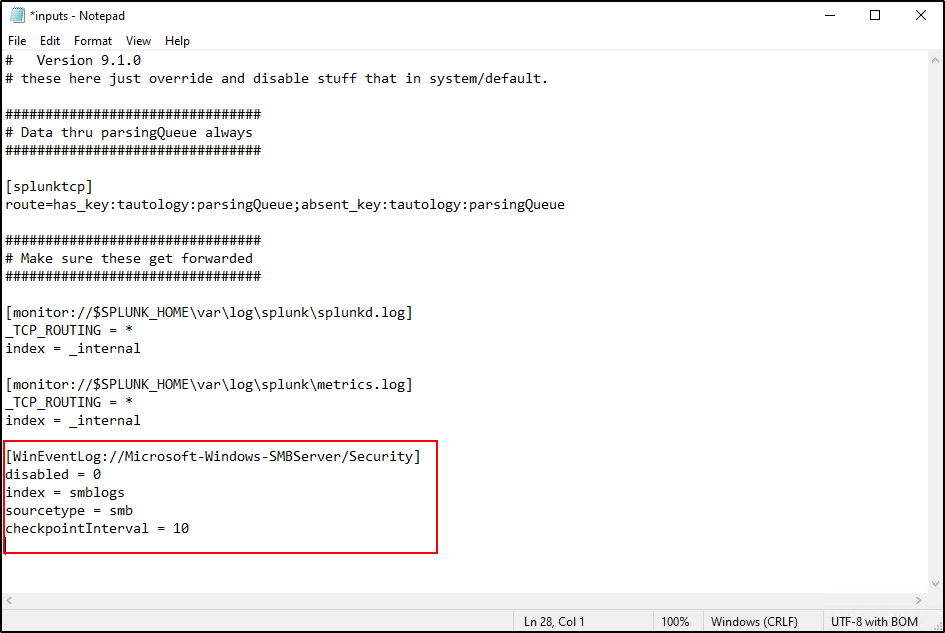 *inputs - Notepad
File Edit Format View Help
#   Version 9.1.0
# these here just override and disable stuff that in system/default.
################################
# Data thru parsingQueue always
################################
[splunktcp]
route=has_key:tautology:parsingQueue;absent_key:tautology:parsingQueue
################################
# Make sure these get forwarded
################################
[monitor://$SPLUNK_HOME\var\log\splunk\splunkd.log]
_TCP_ROUTING = *
index = _internal
[monitor://$SPLUNK_HOME\var\log\splunk\metrics.log]
_TCP_ROUTING = *
index = _internal
[WinEventLog://Microsoft-Windows-SMBServer/Security]
disabled = 0
index = smblogs
sourcetype = smb
checkpointInterval = 10
Ln 28, Col 1 100% Windows (CRLF) UTF-8 with BOM